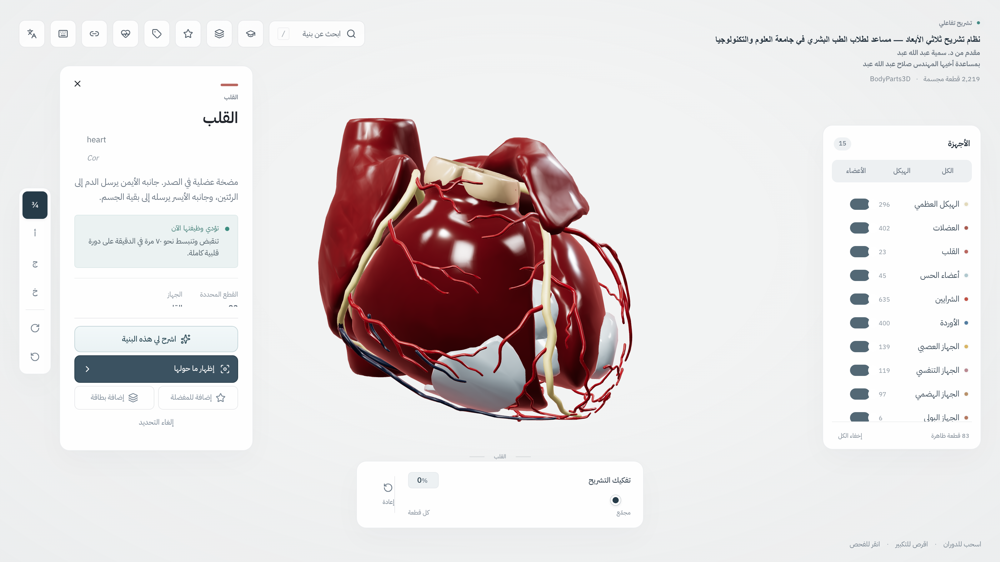 تشريح تفاعلي
نظام تشريح ثلاثي الأبعاد — مساعد لطلاب الطب البشري في جامعة العلوم والتكنولوجيا
مقدم من د. سمية عبد الله عبد
بمساعدة أخيها المهندس صلاح عبد الله عبد
2,219 قطعة مجسمة · BodyParts3D
ابحث عن بنية /
الأجهزة 15
الكل الهيكل الأعضاء
الهيكل العظمي 296
العضلات 402
القلب 23
أعضاء الحس 45
الشرايين 635
الأوردة 400
الجهاز العصبي 139
الجهاز التنفسي 119
الجهاز الهضمي 97
الجهاز البولي 6
83 قطعة ظاهرة إخفاء الكل
القلب
القلب
heart
Cor
مضخة عضلية في الصدر. جانبه الأيمن يرسل الدم إلى
الرئتين، وجانبه الأيسر يرسله إلى بقية الجسم.
تؤدي وظيفتها الآن
تنقبض وتنبسط نحو ٧٠ مرة في الدقيقة على دورة
قلبية كاملة.
القطع المحددة الجهاز
اشرح لي هذه البنية
إظهار ما حولها
إضافة للمفضلة إضافة بطاقة
إلغاء التحديد
¾
أ
ج
خ
القلب
تفكيك التشريح 0%
مجمّع كل قطعة
إعادة
اسحب للدوران · اقرص للتكبير · انقر للفحص